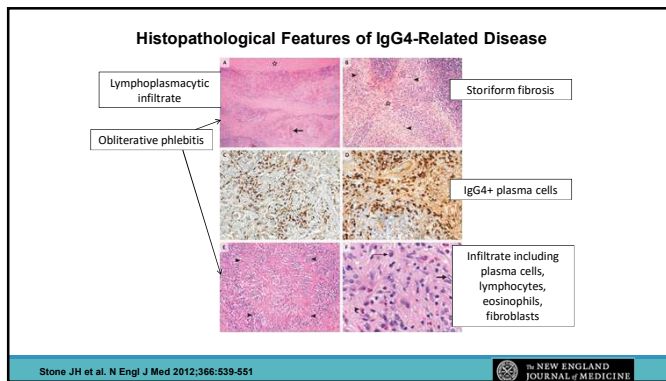 Histopathological Features of IgG4-Related Disease
Lymphoplasmacytic
infiltrate
Obliterative phlebitis
A
B
Storiform fibrosis
C
D
IgG4+ plasma cells
E
F
Infiltrate including
plasma cells,
lymphocytes,
eosinophils,
fibroblasts
Stone JH et al. N Engl J Med 2012;366:539-551
The NEW ENGLAND
JOURNAL of MEDICINE